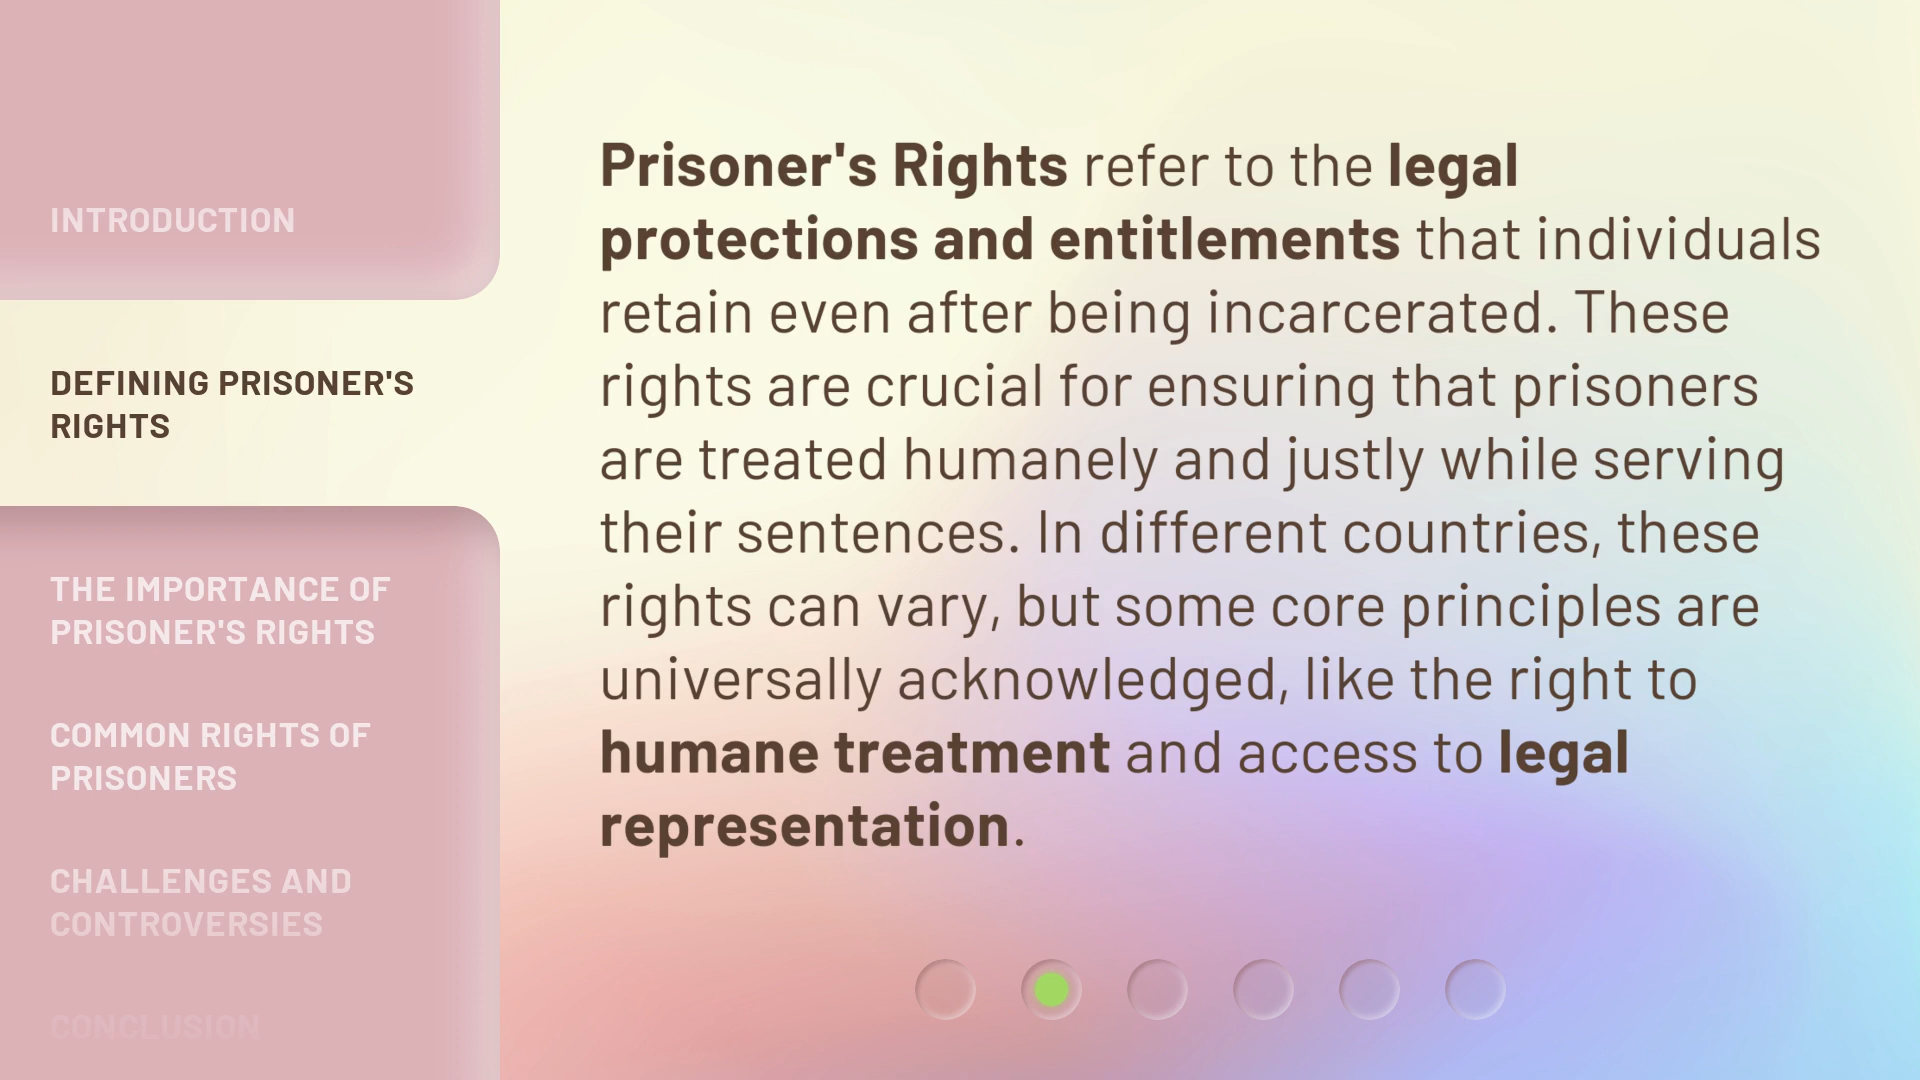 INTRODUCTION
DEFINING PRISONER'S
RIGHTS
THE IMPORTANCE OF
PRISONER'S RIGHTS
COMMON RIGHTS OF
PRISONERS
CHALLENGES AND
CONTROVERSIES
CONCLUSION
Prisoner's Rights refer to the legal
protections and entitlements that individuals
retain even after being incarcerated. These
rights are crucial for ensuring that prisoners
are treated humanely and justly while serving
their sentences. In different countries, these
rights can vary, but some core principles are
universally acknowledged, like the right to
humane treatment and access to legal
representation.